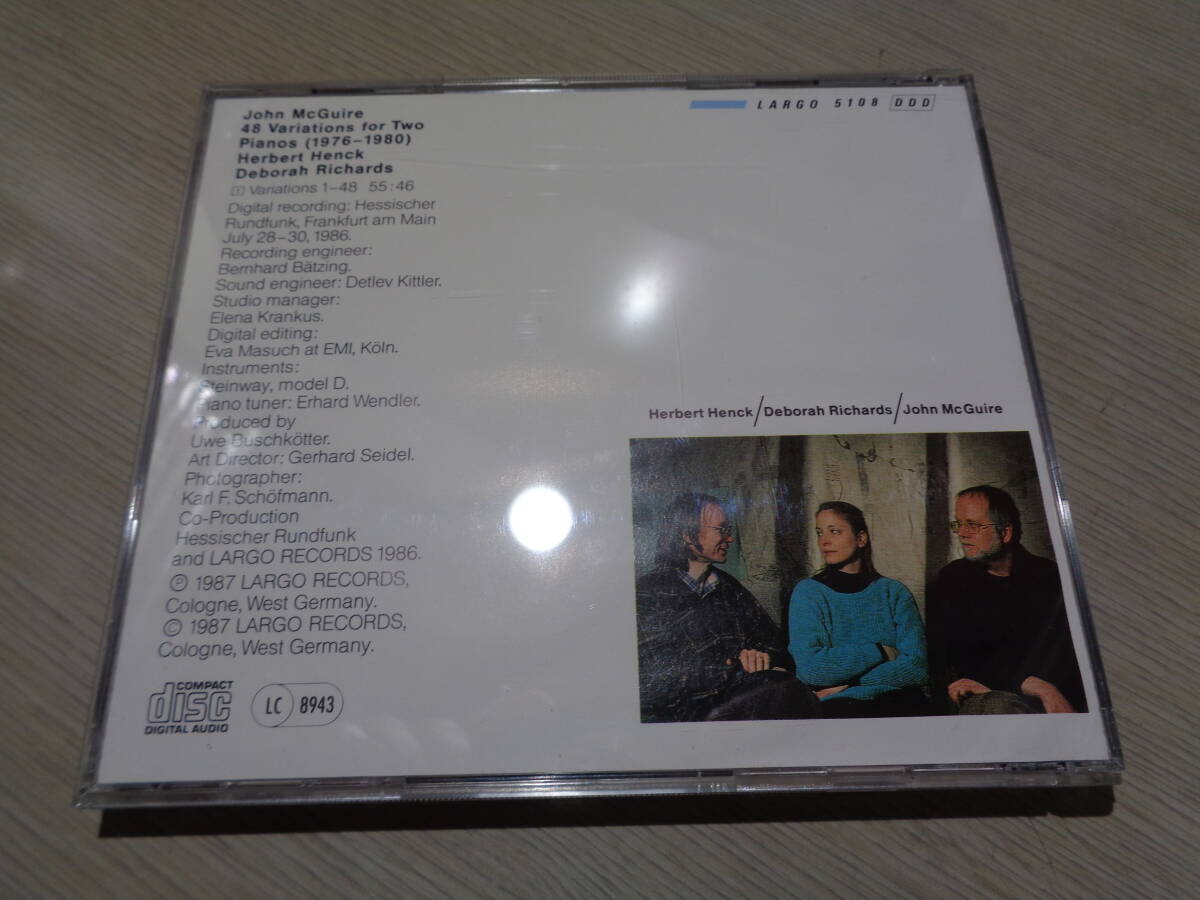 John McGuire
48 Variations for Two
Pianos (1976–1980)
Herbert Henck
Deborah Richards
1 Variations 1–48 55:46
Digital recording: Hessischer
Rundfunk, Frankfurt am Main
July 28–30, 1986.
Recording engineer:
Bernhard Bätzing.
Sound engineer: Detlev Kittler.
Studio manager:
Elena Krankus.
Digital editing:
Eva Masuch at EMI, Köln.
Instruments:
Steinway, model D.
Piano tuner: Erhard Wendler.
Produced by
Uwe Buschkötter.
Art Director: Gerhard Seidel.
Photographer:
Karl F. Schöfmann.
Co-Production
Hessischer Rundfunk
and LARGO RECORDS 1986.
Ⓟ 1987 LARGO RECORDS,
Cologne, West Germany.
© 1987 LARGO RECORDS,
Cologne, West Germany.
COMPACT
disc
DIGITAL AUDIO
LC 8943
LARGO 5108 DDD
Herbert Henck/Deborah Richards/John McGuire